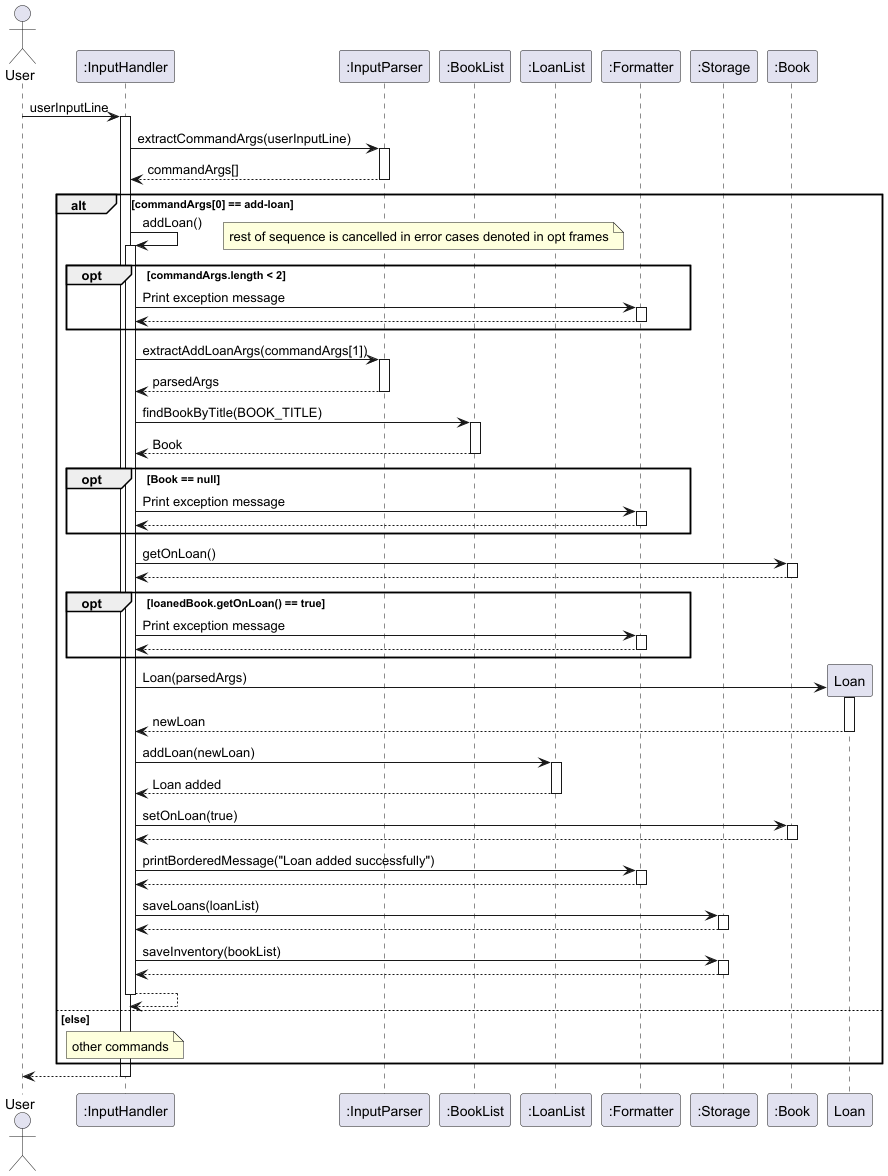 User
:InputHandler
:InputParser
:BookList
:LoanList
:Formatter
:Storage
:Book
userInputLine
extractCommandArgs(userInputLine)
commandArgs[]
alt
[commandArgs[0] == add-loan]
addLoan()
rest of sequence is cancelled in error cases denoted in opt frames
opt
[commandArgs.length < 2]
Print exception message
extractAddLoanArgs(commandArgs[1])
parsedArgs
findBookByTitle(BOOK_TITLE)
Book
opt
[Book == null]
Print exception message
getOnLoan()
opt
[loanedBook.getOnLoan() == true]
Print exception message
Loan(parsedArgs)
Loan
newLoan
addLoan(newLoan)
Loan added
setOnLoan(true)
printBorderedMessage("Loan added successfully")
saveLoans(loanList)
saveInventory(bookList)
[else]
other commands
User
:InputHandler
:InputParser
:BookList
:LoanList
:Formatter
:Storage
:Book
Loan